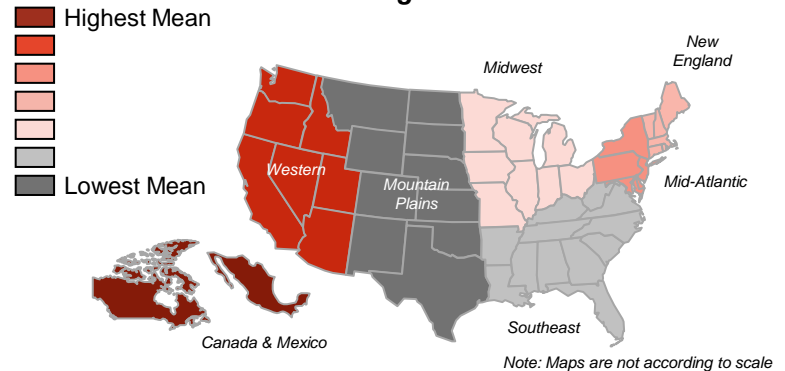 Highest Mean
New
England
Midwest
Western
Mountain
Plains
Lowest Mean
Mid-Atlantic
Southeast
Canada & Mexico
Note: Maps are not according to scale